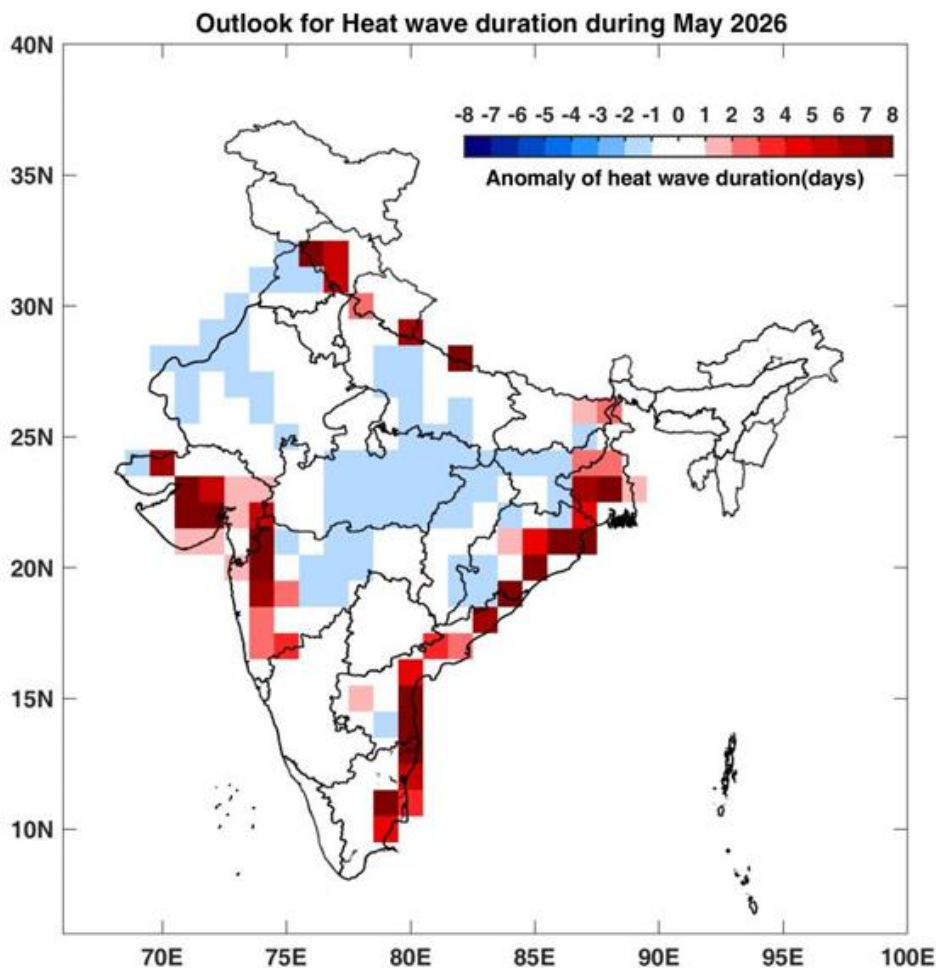 Outlook for Heat wave duration during May 2026
40N
-8 -7 -6 -5 -4 -3 -2 -1 0 1 2 3 4 5 6 7 8
Anomaly of heat wave duration(days)
35N
30N
25N
20N
15N
10N
70E 75E 80E 85E 90E 95E 100E